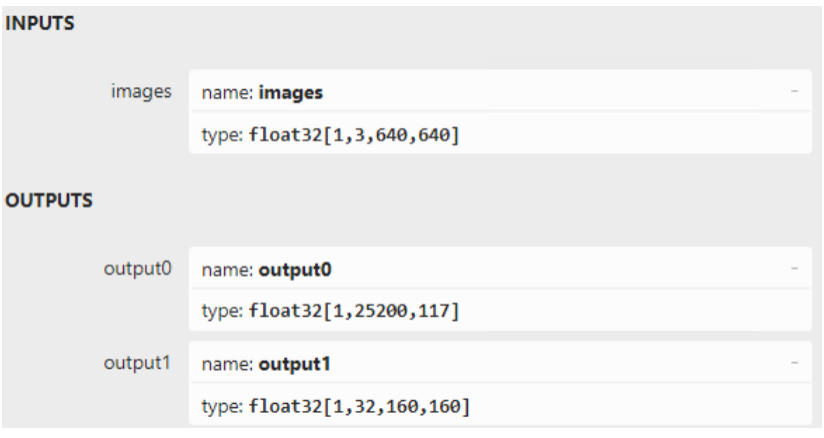 INPUTS
images name: images -
type: float32[1,3,640,640]
OUTPUTS
output0 name: output0 -
type: float32[1,25200,117]
output1 name: output1 -
type: float32[1,32,160,160]